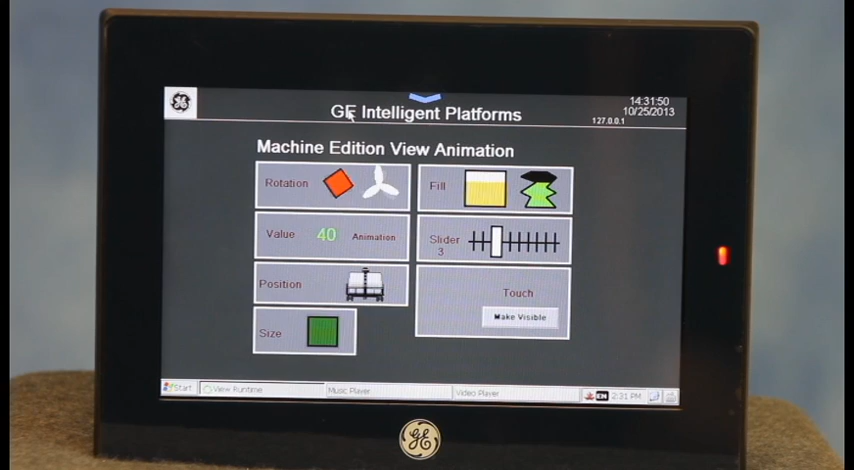 14:31:50
GE Intelligent Platforms
10/25/2013
127.0.0.1
Machine Edition View Animation
Rotation
Fill
Value 40 Animation
Slider
3
Position
Touch
Make Visible
Size
Start View Runtime Music Player Video Player EN 2:31 PM
GE